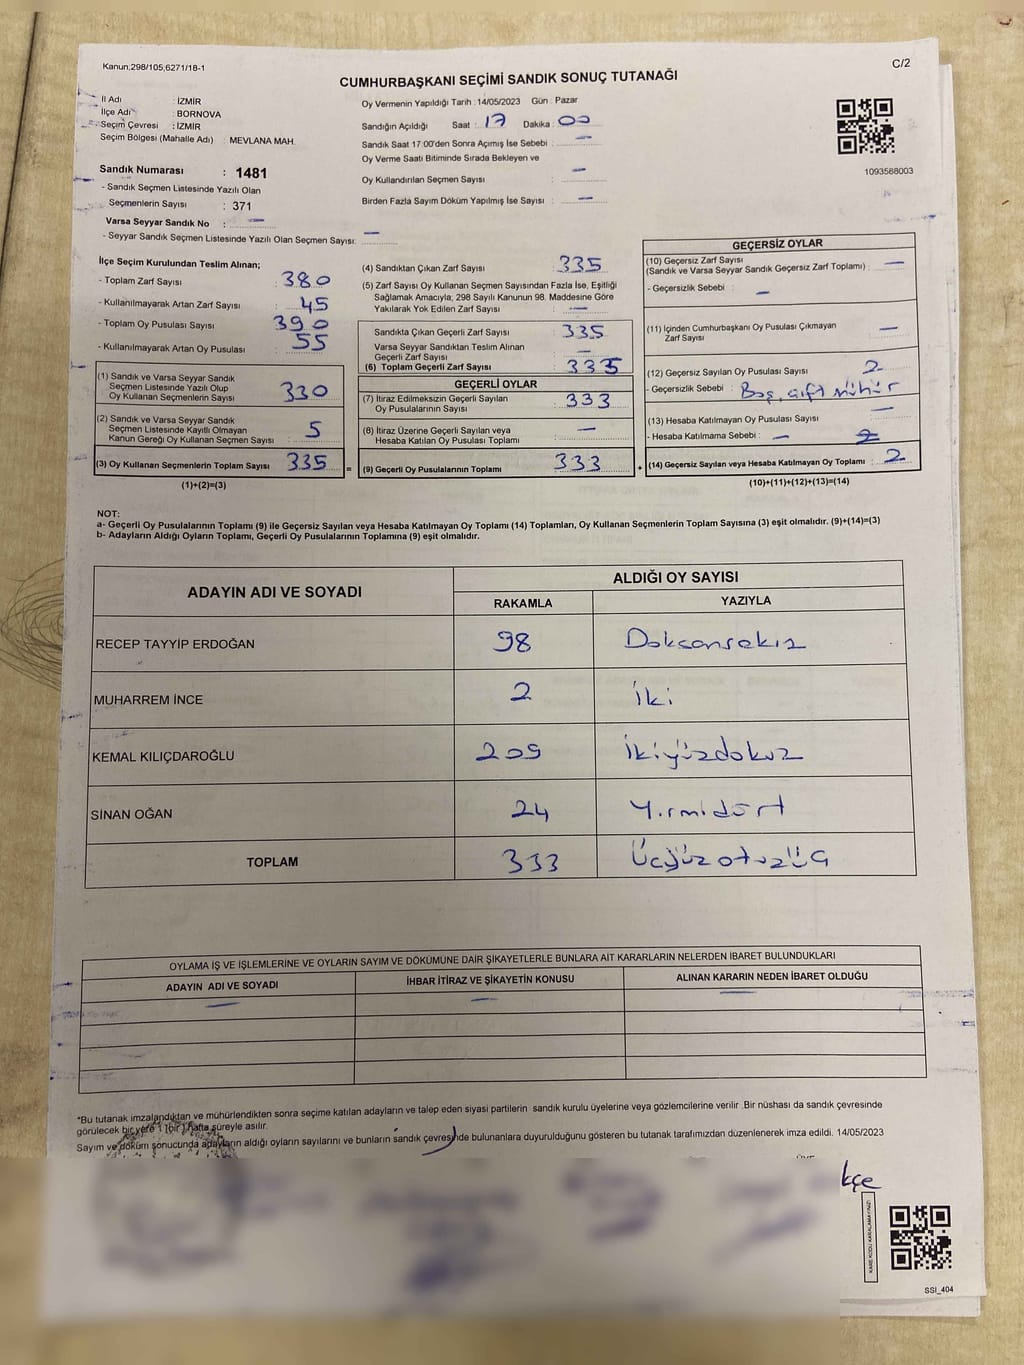 Kanun,298/105,6271/18-1
C/2
CUMHURBAŞKANI SEÇİMİ SANDIK SONUÇ TUTANAĞI
İl Adı : İZMİR
İlçe Adı : BORNOVA
Seçim Çevresi : İZMİR
Seçim Bölgesi (Mahalle Adı) : MEVLANA MAH.
Oy Vermenin Yapıldığı Tarih : 14/05/2023 Gün : Pazar
Sandığın Açıldığı Saat : 17 Dakika : 00
Sandık Saat 17:00'den Sonra Açımış İse Sebebi : —
Oy Verme Saati Bitiminde Sırada Bekleyen ve
Oy Kullandırılan Seçmen Sayısı : —
Birden Fazla Sayım Döküm Yapılmış İse Sayısı : —
1093588003
Sandık Numarası : 1481
- Sandık Seçmen Listesinde Yazılı Olan
Seçmenlerin Sayısı : 371
Varsa Seyyar Sandık No : —
- Seyyar Sandık Seçmen Listesinde Yazılı Olan Seçmen Sayısı: —
İlçe Seçim Kurulundan Teslim Alınan;
- Toplam Zarf Sayısı : 380
- Kullanılmayarak Artan Zarf Sayısı : 45
- Toplam Oy Pusulası Sayısı : 390
- Kullanılmayarak Artan Oy Pusulası : 55
(1) Sandık ve Varsa Seyyar Sandık
Seçmen Listesinde Yazılı Olup
Oy Kullanan Seçmenlerin Sayısı : 330
(2) Sandık ve Varsa Seyyar Sandık
Seçmen Listesinde Kayıtlı Olmayan
Kanun Gereği Oy Kullanan Seçmen Sayısı : 5
(3) Oy Kullanan Seçmenlerin Toplam Sayısı : 335 =
(1)+(2)=(3)
(4) Sandıktan Çıkan Zarf Sayısı : 335
(5) Zarf Sayısı Oy Kullanan Seçmen Sayısından Fazla İse, Eşitliği
Sağlamak Amacıyla, 298 Sayılı Kanunun 98. Maddesine Göre
Yakılarak Yok Edilen Zarf Sayısı : —
Sandıkta Çıkan Geçerli Zarf Sayısı : 335
Varsa Seyyar Sandıktan Teslim Alınan
Geçerli Zarf Sayısı : —
(6) Toplam Geçerli Zarf Sayısı : 335
GEÇERLİ OYLAR
(7) İtiraz Edilmeksizin Geçerli Sayılan
Oy Pusulalarının Sayısı : 333
(8) İtiraz Üzerine Geçerli Sayılan veya
Hesaba Katılan Oy Pusulası Toplamı : —
(9) Geçerli Oy Pusulalarının Toplamı : 333 +
GEÇERSİZ OYLAR
(10) Geçersiz Zarf Sayısı
(Sandık ve Varsa Seyyar Sandık Geçersiz Zarf Toplamı) : —
- Geçersizlik Sebebi : —
(11) İçinden Cumhurbaşkanı Oy Pusulası Çıkmayan
Zarf Sayısı : —
(12) Geçersiz Sayılan Oy Pusulası Sayısı : 2
- Geçersizlik Sebebi : Boş, çift mühür
(13) Hesaba Katılmayan Oy Pusulası Sayısı : —
- Hesaba Katılmama Sebebi : —
(14) Geçersiz Sayılan veya Hesaba Katılmayan Oy Toplamı : 2
(10)+(11)+(12)+(13)=(14)
NOT:
a- Geçerli Oy Pusulalarının Toplamı (9) ile Geçersiz Sayılan veya Hesaba Katılmayan Oy Toplamı (14) Toplamları, Oy Kullanan Seçmenlerin Toplam Sayısına (3) eşit olmalıdır. (9)+(14)=(3)
b- Adayların Aldığı Oyların Toplamı, Geçerli Oy Pusulalarının Toplamına (9) eşit olmalıdır.
ADAYIN ADI VE SOYADI ALDIĞI OY SAYISI
RAKAMLA YAZIYLA
RECEP TAYYİP ERDOĞAN 98 Doksansekiz
MUHARREM İNCE 2 İki
KEMAL KILIÇDAROĞLU 209 İkiyüzdokuz
SİNAN OĞAN 24 Yirmidört
TOPLAM 333 Üçyüzotuzüç
OYLAMA İŞ VE İŞLEMLERİNE VE OYLARIN SAYIM VE DÖKÜMÜNE DAİR ŞİKAYETLERLE BUNLARA AİT KARARLARIN NELERDEN İBARET BULUNDUKLARI
ADAYIN ADI VE SOYADI İHBAR İTİRAZ VE ŞİKAYETİN KONUSU ALINAN KARARIN NEDEN İBARET OLDUĞU
— — —
*Bu tutanak imzalandıktan ve mühürlendikten sonra seçime katılan adayların ve talep eden siyasi partilerin sandık kurulu üyelerine veya gözlemcilerine verilir .Bir nüshası da sandık çevresinde
görülecek bir yere 1 (bir) hafta süreyle asılır.
Sayım ve döküm sonucunda adayların aldığı oyların sayılarını ve bunların sandık çevresinde bulunanlara duyurulduğunu gösteren bu tutanak tarafımızdan düzenlenerek imza edildi. 14/05/2023
kçe
SSI_404